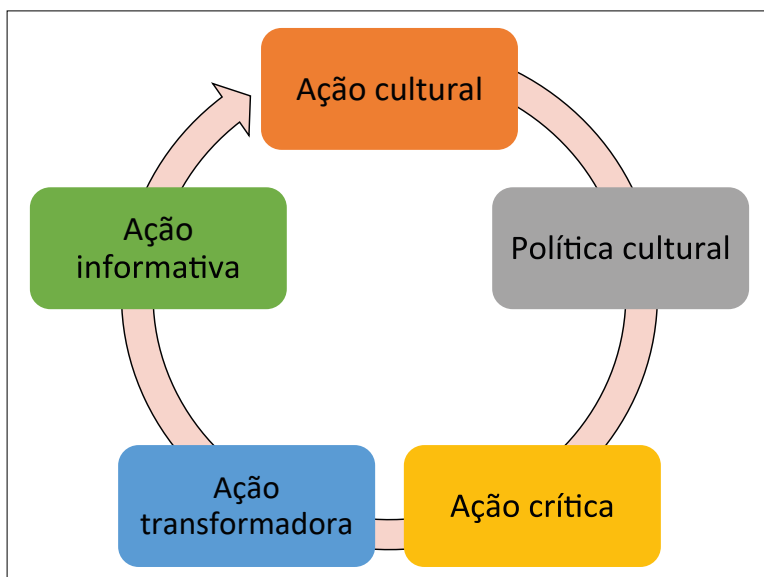 Ação cultural
Política cultural
Ação crítica
Ação
transformadora
Ação
informativa